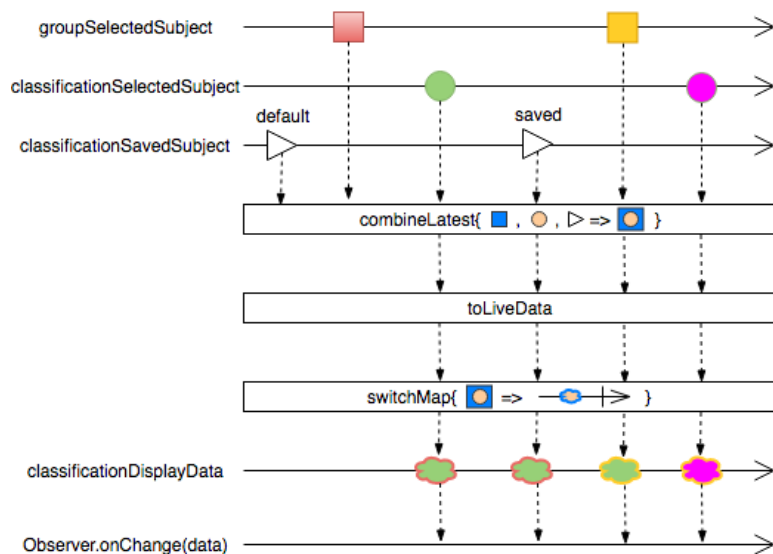 groupSelectedSubject
classificationSelectedSubject
default
saved
classificationSavedSubject
combineLatest{ , , => }
toLiveData
switchMap{ => }
classificationDisplayData
Observer.onChange(data)